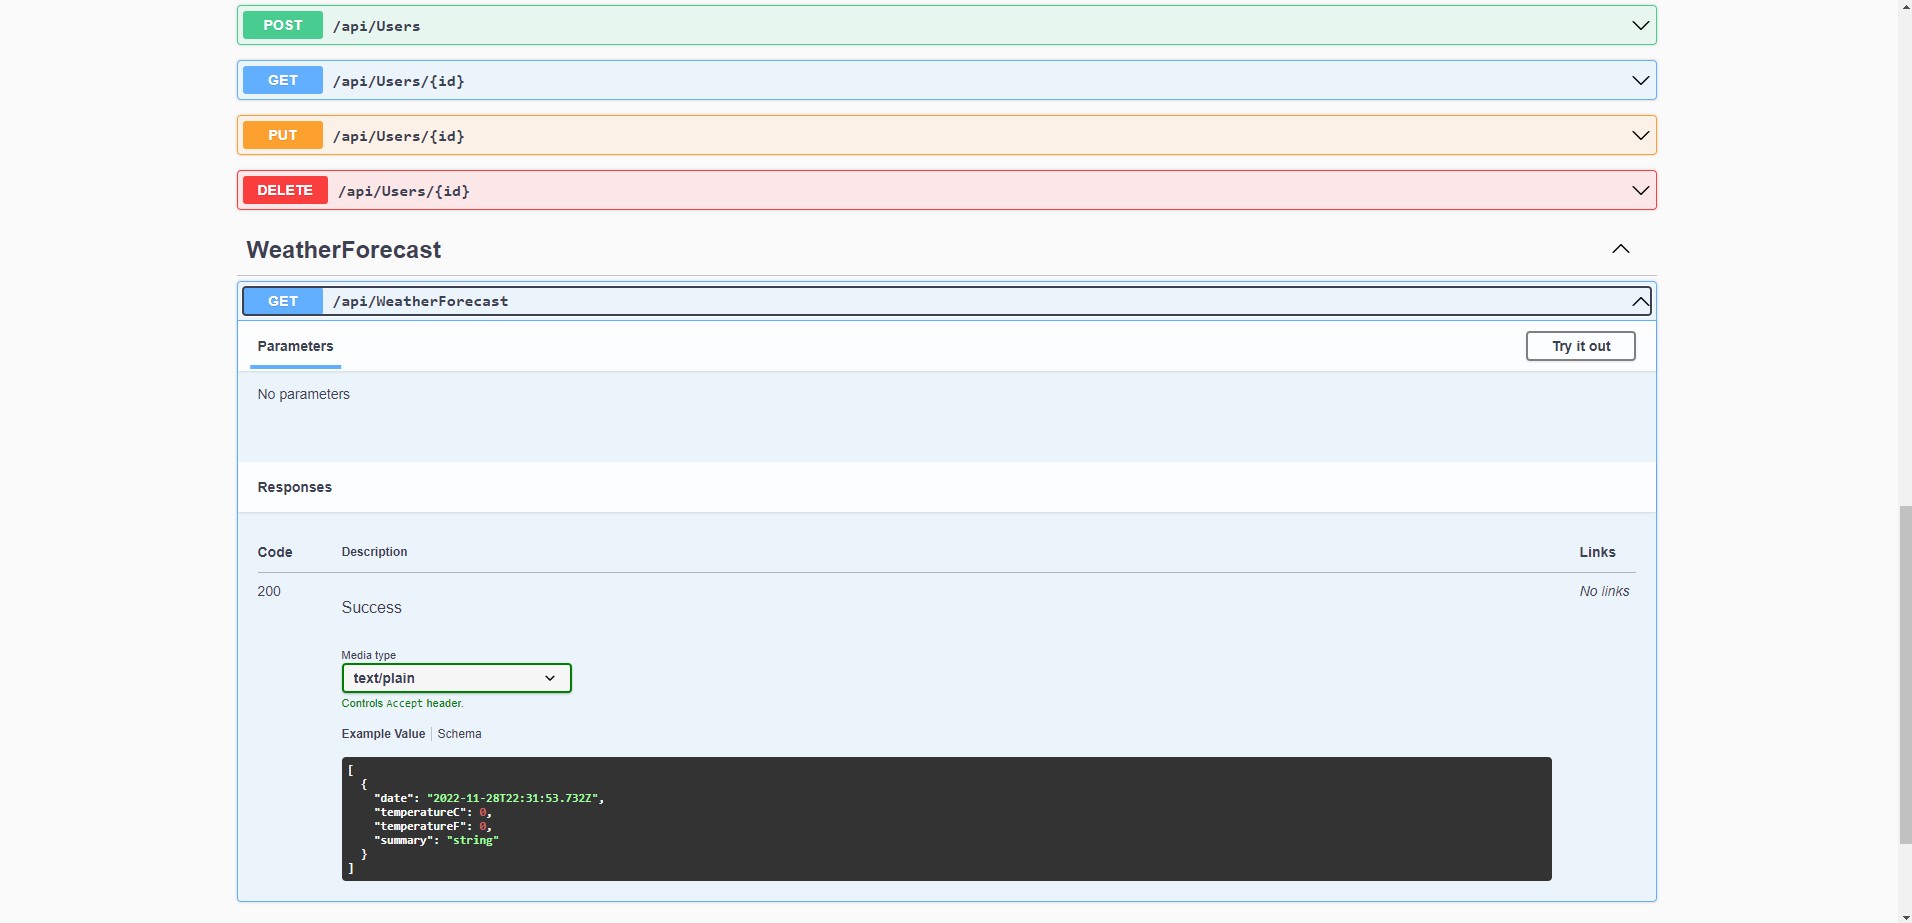 POST /api/Users
GET /api/Users/{id}
PUT /api/Users/{id}
DELETE /api/Users/{id}
WeatherForecast
GET /api/WeatherForecast
Parameters Try it out
No parameters
Responses
Code Description Links
200 No links
Success
Media type
text/plain
Controls Accept header.
Example Value Schema
[
{
"date": "2022-11-28T22:31:53.732Z",
"temperatureC": 0,
"temperatureF": 0,
"summary": "string"
}
]